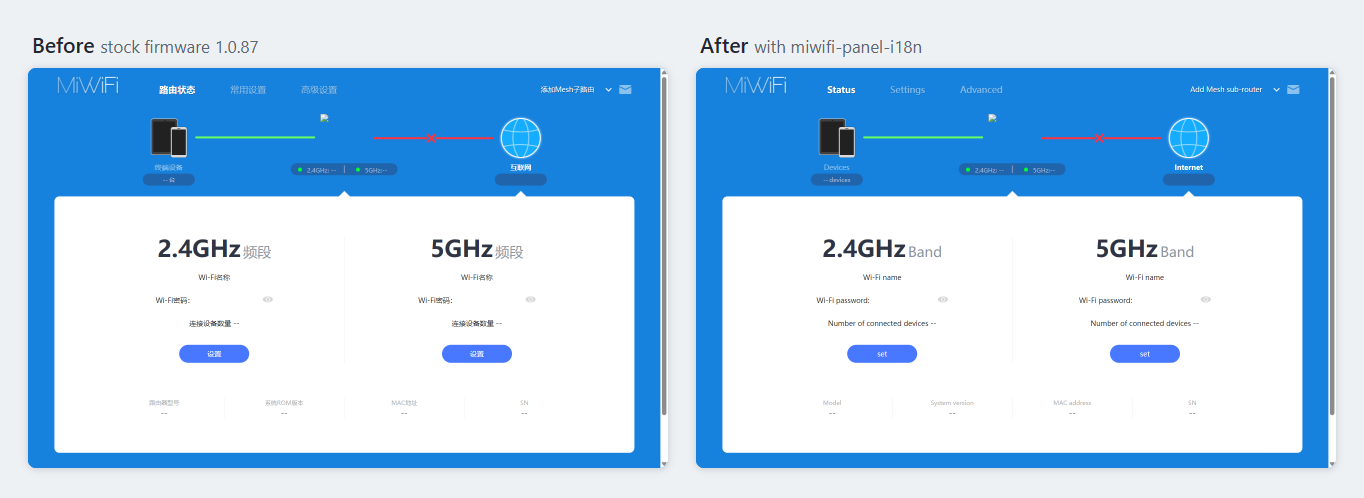 Before stock firmware 1.0.87
MiWiFi 路由状态 常用设置 高级设置 添加Mesh子路由
终端设备
-- 台
2.4GHz: -- | 5GHz:--
互联网
2.4GHz 频段
Wi-Fi名称
Wi-Fi密码:
连接设备数量 --
设置
5GHz 频段
Wi-Fi名称
Wi-Fi密码:
连接设备数量 --
设置
路由器型号
--
系统ROM版本
--
MAC地址
--
SN
--
After with miwifi-panel-i18n
MiWiFi Status Settings Advanced Add Mesh sub-router
Devices
-- devices
2.4GHz: -- | 5GHz:--
Internet
2.4GHz Band
Wi-Fi name
Wi-Fi password:
Number of connected devices --
set
5GHz Band
Wi-Fi name
Wi-Fi password:
Number of connected devices --
set
Model
--
System version
--
MAC address
--
SN
--